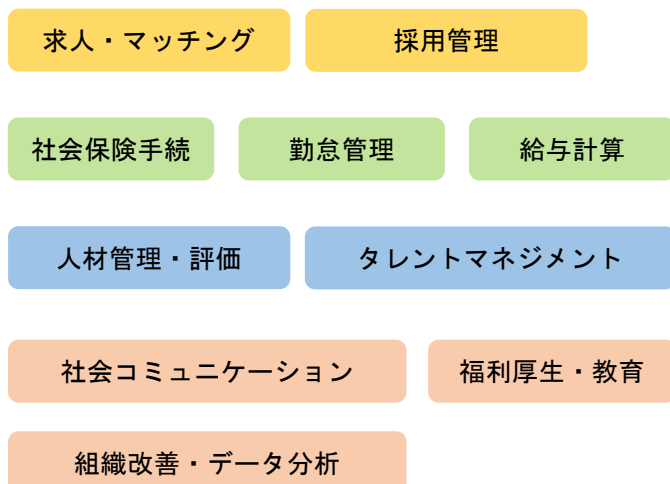 求人・マッチング
採用管理
社会保険手続
勤怠管理
給与計算
人材管理・評価
タレントマネジメント
社会コミュニケーション
福利厚生・教育
組織改善・データ分析